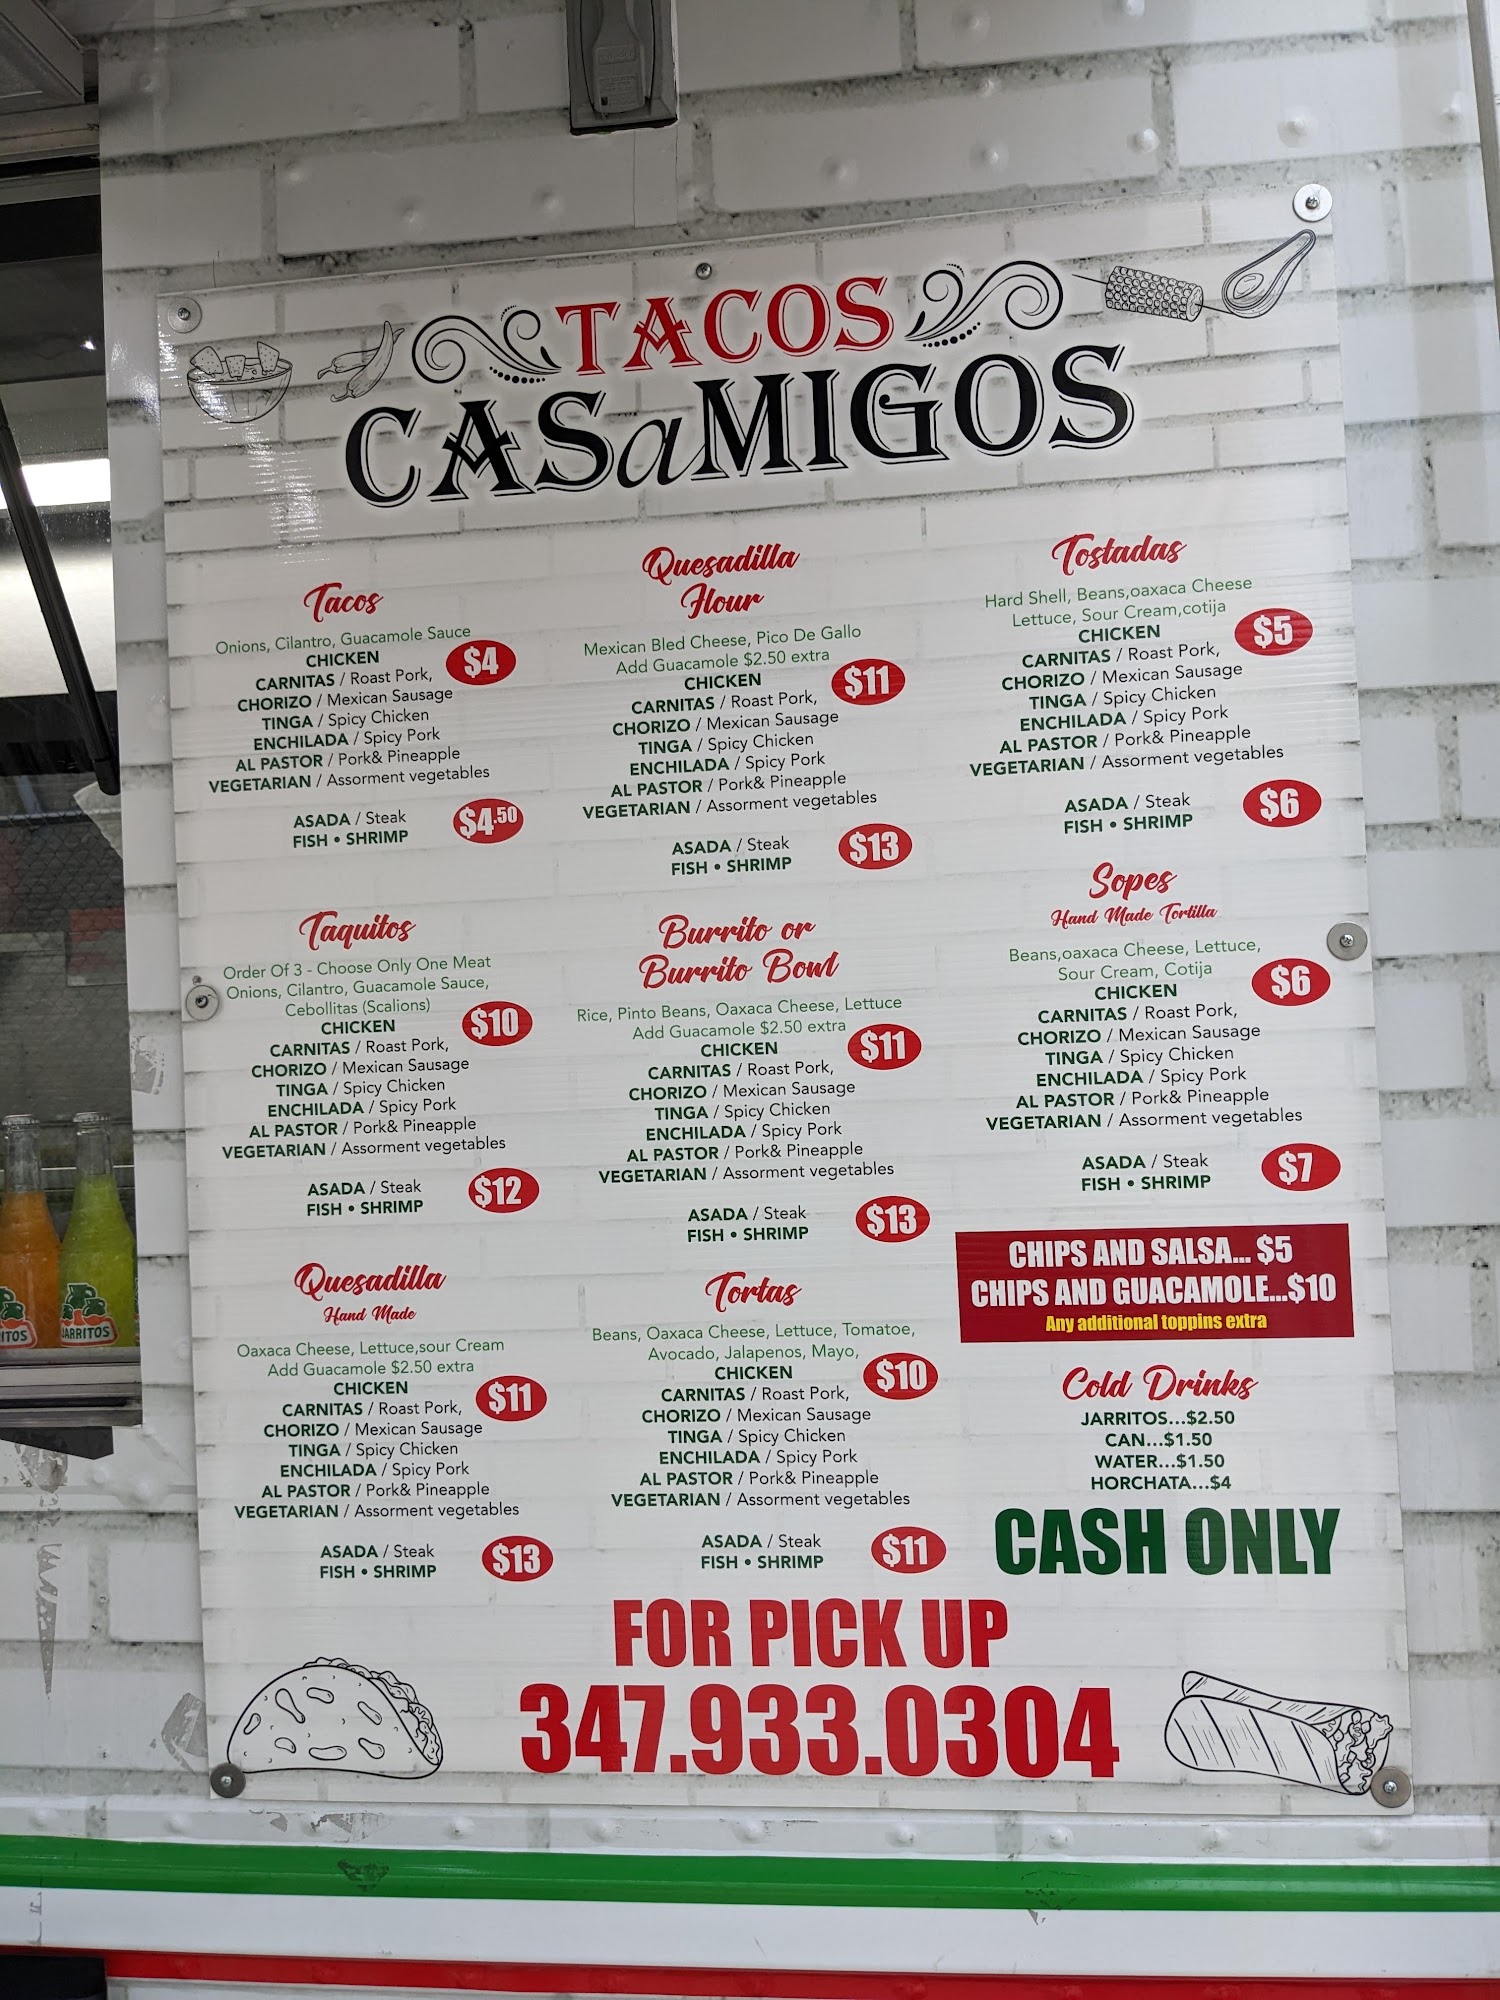 TACOS
CASaMIGOS
Tacos
Onions, Cilantro, Guacamole Sauce
CHICKEN
$4
CARNITAS / Roast Pork,
CHORIZO / Mexican Sausage
TINGA / Spicy Chicken
ENCHILADA / Spicy Pork
AL PASTOR / Pork& Pineapple
VEGETARIAN / Assorment vegetables
ASADA / Steak
FISH • SHRIMP
$4.50
Taquitos
Order Of 3 - Choose Only One Meat
Onions, Cilantro, Guacamole Sauce,
Cebollitas (Scalions)
CHICKEN
$10
CARNITAS / Roast Pork,
CHORIZO / Mexican Sausage
TINGA / Spicy Chicken
ENCHILADA / Spicy Pork
AL PASTOR / Pork& Pineapple
VEGETARIAN / Assorment vegetables
ASADA / Steak
FISH • SHRIMP
$12
Quesadilla
Hand Made
Oaxaca Cheese, Lettuce,sour Cream
Add Guacamole $2.50 extra
CHICKEN
$11
CARNITAS / Roast Pork,
CHORIZO / Mexican Sausage
TINGA / Spicy Chicken
ENCHILADA / Spicy Pork
AL PASTOR / Pork& Pineapple
VEGETARIAN / Assorment vegetables
ASADA / Steak
FISH • SHRIMP
$13
Quesadilla
Flour
Mexican Bled Cheese, Pico De Gallo
Add Guacamole $2.50 extra
CHICKEN
$11
CARNITAS / Roast Pork,
CHORIZO / Mexican Sausage
TINGA / Spicy Chicken
ENCHILADA / Spicy Pork
AL PASTOR / Pork& Pineapple
VEGETARIAN / Assorment vegetables
ASADA / Steak
FISH • SHRIMP
$13
Burrito or
Burrito Bowl
Rice, Pinto Beans, Oaxaca Cheese, Lettuce
Add Guacamole $2.50 extra
CHICKEN
$11
CARNITAS / Roast Pork,
CHORIZO / Mexican Sausage
TINGA / Spicy Chicken
ENCHILADA / Spicy Pork
AL PASTOR / Pork& Pineapple
VEGETARIAN / Assorment vegetables
ASADA / Steak
FISH • SHRIMP
$13
Tortas
Beans, Oaxaca Cheese, Lettuce, Tomatoe,
Avocado, Jalapenos, Mayo,
CHICKEN
$10
CARNITAS / Roast Pork,
CHORIZO / Mexican Sausage
TINGA / Spicy Chicken
ENCHILADA / Spicy Pork
AL PASTOR / Pork& Pineapple
VEGETARIAN / Assorment vegetables
ASADA / Steak
FISH • SHRIMP
$11
Tostadas
Hard Shell, Beans,oaxaca Cheese
Lettuce, Sour Cream,cotija
CHICKEN
$5
CARNITAS / Roast Pork,
CHORIZO / Mexican Sausage
TINGA / Spicy Chicken
ENCHILADA / Spicy Pork
AL PASTOR / Pork& Pineapple
VEGETARIAN / Assorment vegetables
ASADA / Steak
FISH • SHRIMP
$6
Sopes
Hand Made Tortilla
Beans,oaxaca Cheese, Lettuce,
Sour Cream, Cotija
CHICKEN
$6
CARNITAS / Roast Pork,
CHORIZO / Mexican Sausage
TINGA / Spicy Chicken
ENCHILADA / Spicy Pork
AL PASTOR / Pork& Pineapple
VEGETARIAN / Assorment vegetables
ASADA / Steak
FISH • SHRIMP
$7
CHIPS AND SALSA... $5
CHIPS AND GUACAMOLE...$10
Any additional toppins extra
Cold Drinks
JARRITOS...$2.50
CAN...$1.50
WATER...$1.50
HORCHATA...$4
CASH ONLY
FOR PICK UP
347.933.0304
ITOS
JARRITOS